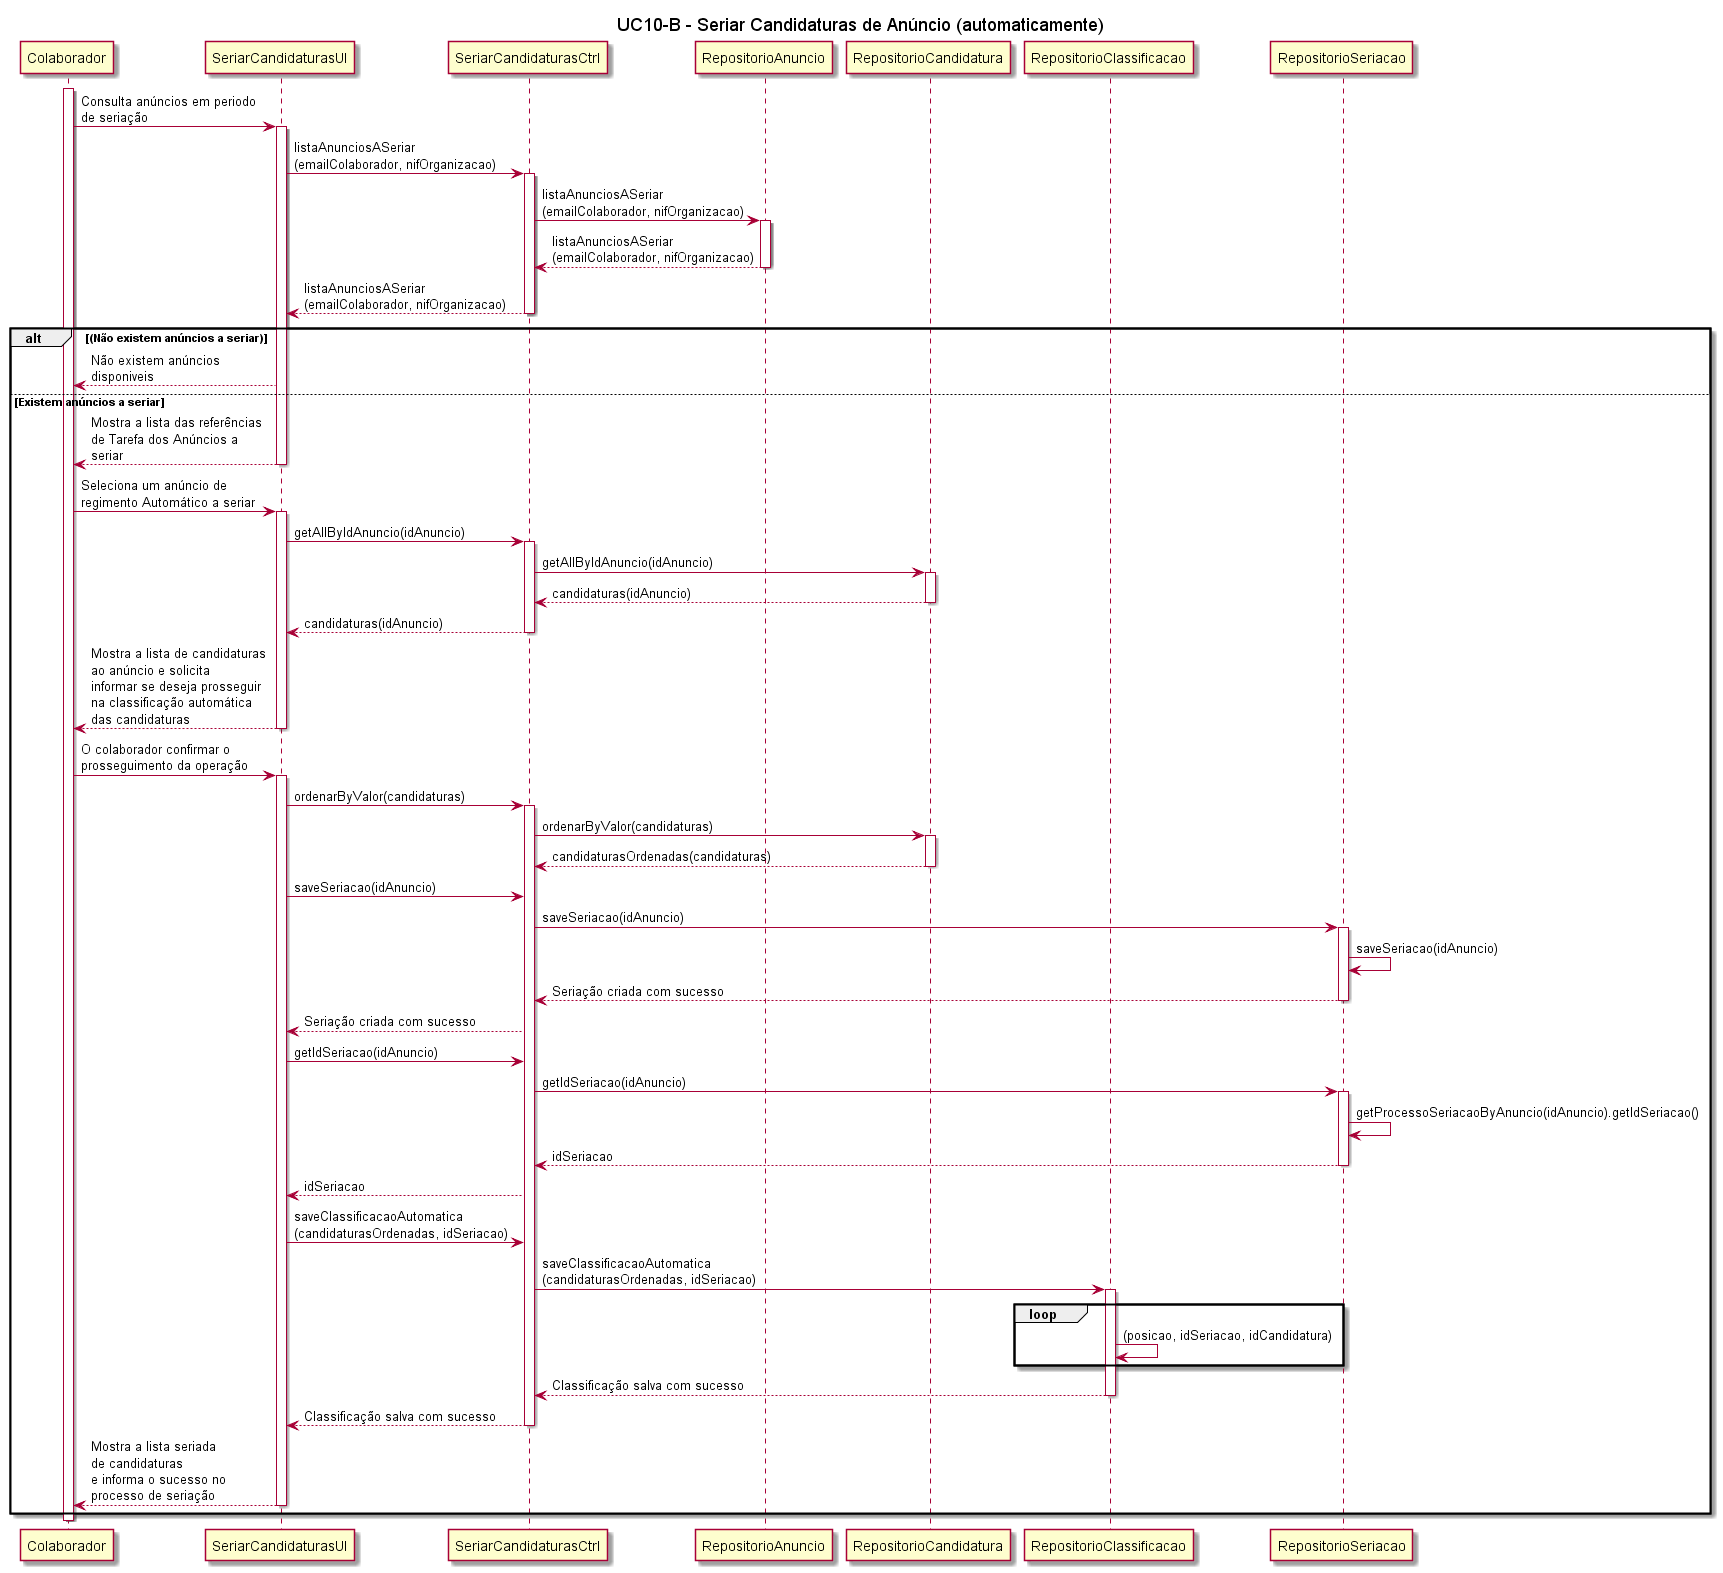 UC10-B - Seriar Candidaturas de Anúncio (automaticamente)
Colaborador
SeriarCandidaturasUI
SeriarCandidaturasCtrl
RepositorioAnuncio
RepositorioCandidatura
RepositorioClassificacao
RepositorioSeriacao
Consulta anúncios em periodo
de seriação
listaAnunciosASeriar
(emailColaborador, nifOrganizacao)
listaAnunciosASeriar
(emailColaborador, nifOrganizacao)
listaAnunciosASeriar
(emailColaborador, nifOrganizacao)
listaAnunciosASeriar
(emailColaborador, nifOrganizacao)
alt
[(Não existem anúncios a seriar)]
Não existem anúncios
disponiveis
[Existem anúncios a seriar]
Mostra a lista das referências
de Tarefa dos Anúncios a
seriar
Seleciona um anúncio de
regimento Automático a seriar
getAllByIdAnuncio(idAnuncio)
getAllByIdAnuncio(idAnuncio)
candidaturas(idAnuncio)
candidaturas(idAnuncio)
Mostra a lista de candidaturas
ao anúncio e solicita
informar se deseja prosseguir
na classificação automática
das candidaturas
O colaborador confirmar o
prosseguimento da operação
ordenarByValor(candidaturas)
ordenarByValor(candidaturas)
candidaturasOrdenadas(candidaturas)
saveSeriacao(idAnuncio)
saveSeriacao(idAnuncio)
saveSeriacao(idAnuncio)
Seriação criada com sucesso
Seriação criada com sucesso
getIdSeriacao(idAnuncio)
getIdSeriacao(idAnuncio)
getProcessoSeriacaoByAnuncio(idAnuncio).getIdSeriacao()
idSeriacao
idSeriacao
saveClassificacaoAutomatica
(candidaturasOrdenadas, idSeriacao)
saveClassificacaoAutomatica
(candidaturasOrdenadas, idSeriacao)
loop
(posicao, idSeriacao, idCandidatura)
Classificação salva com sucesso
Classificação salva com sucesso
Mostra a lista seriada
de candidaturas
e informa o sucesso no
processo de seriação
Colaborador
SeriarCandidaturasUI
SeriarCandidaturasCtrl
RepositorioAnuncio
RepositorioCandidatura
RepositorioClassificacao
RepositorioSeriacao